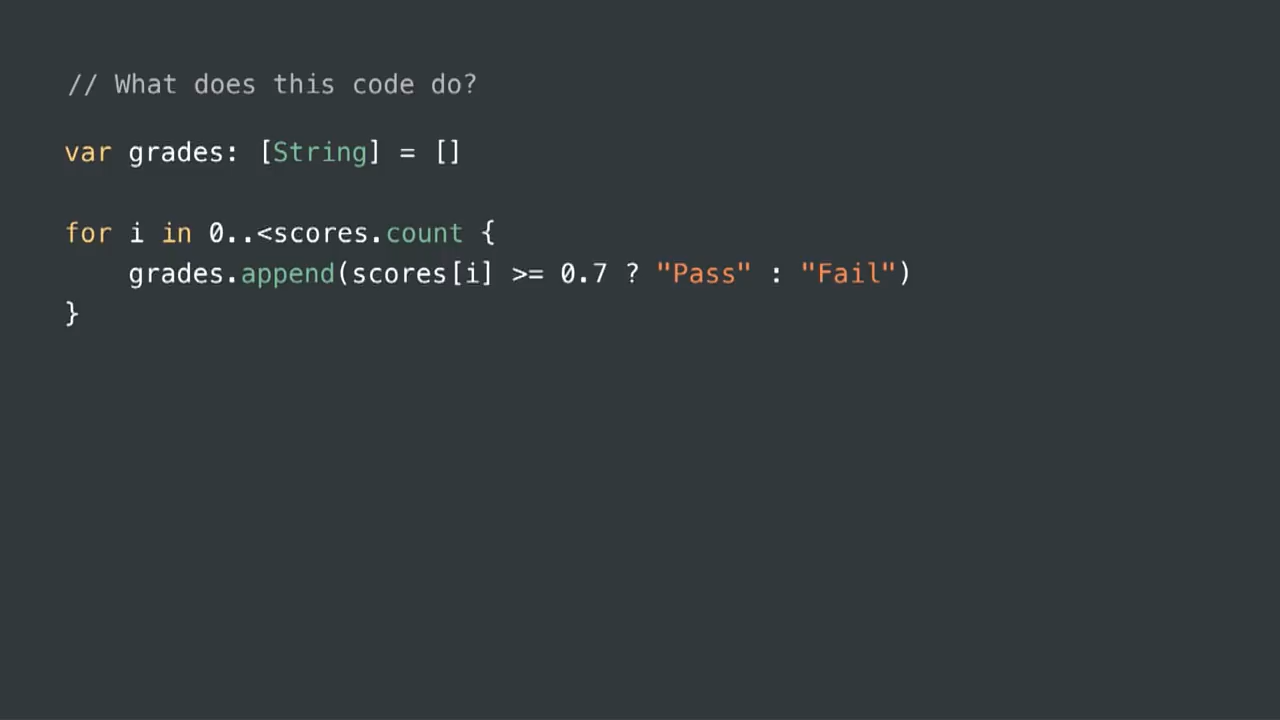 // What does this code do?
var grades: [String] = []
for i in 0..<scores.count {
grades.append(scores[i] >= 0.7 ? "Pass" : "Fail")
}